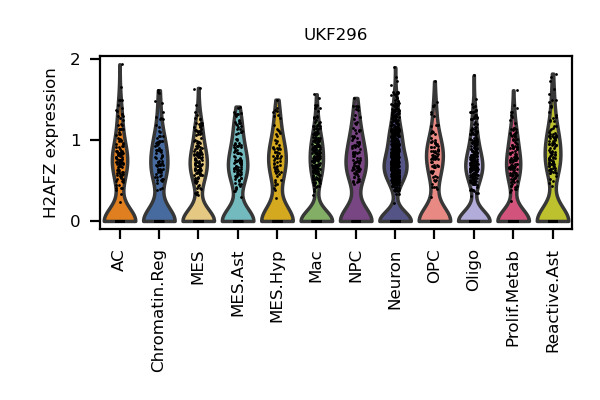 UKF296
H2AFZ expression
2
1
0
AC
Chromatin.Reg
MES
MES.Ast
MES.Hyp
Mac
NPC
Neuron
OPC
Oligo
Prolif.Metab
Reactive.Ast